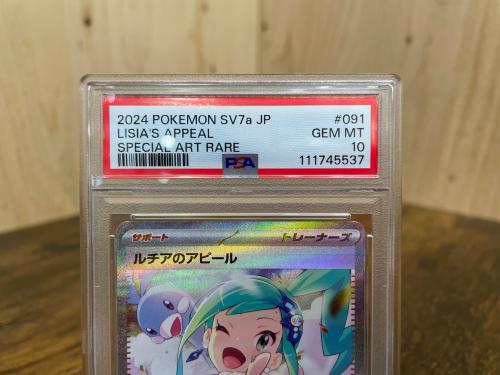 2024 POKEMON SV7a JP #091
LISIA'S APPEAL GEM MT
SPECIAL ART RARE 10
PSA 111745537
サポート トレーナーズ
ルチアのアピール